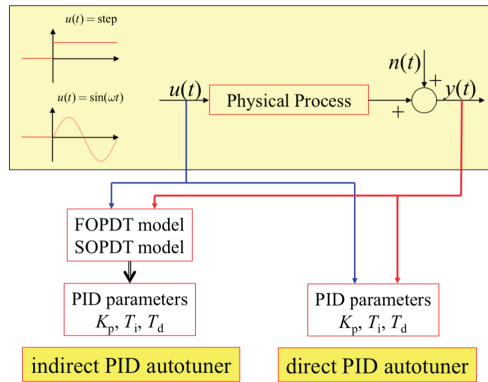 u(t) = step
u(t) = sin(ωt)
u(t)
Physical Process
n(t)
+
+
y(t)
FOPDT model
SOPDT model
PID parameters
Kp, Ti, Td
PID parameters
Kp, Ti, Td
indirect PID autotuner
direct PID autotuner